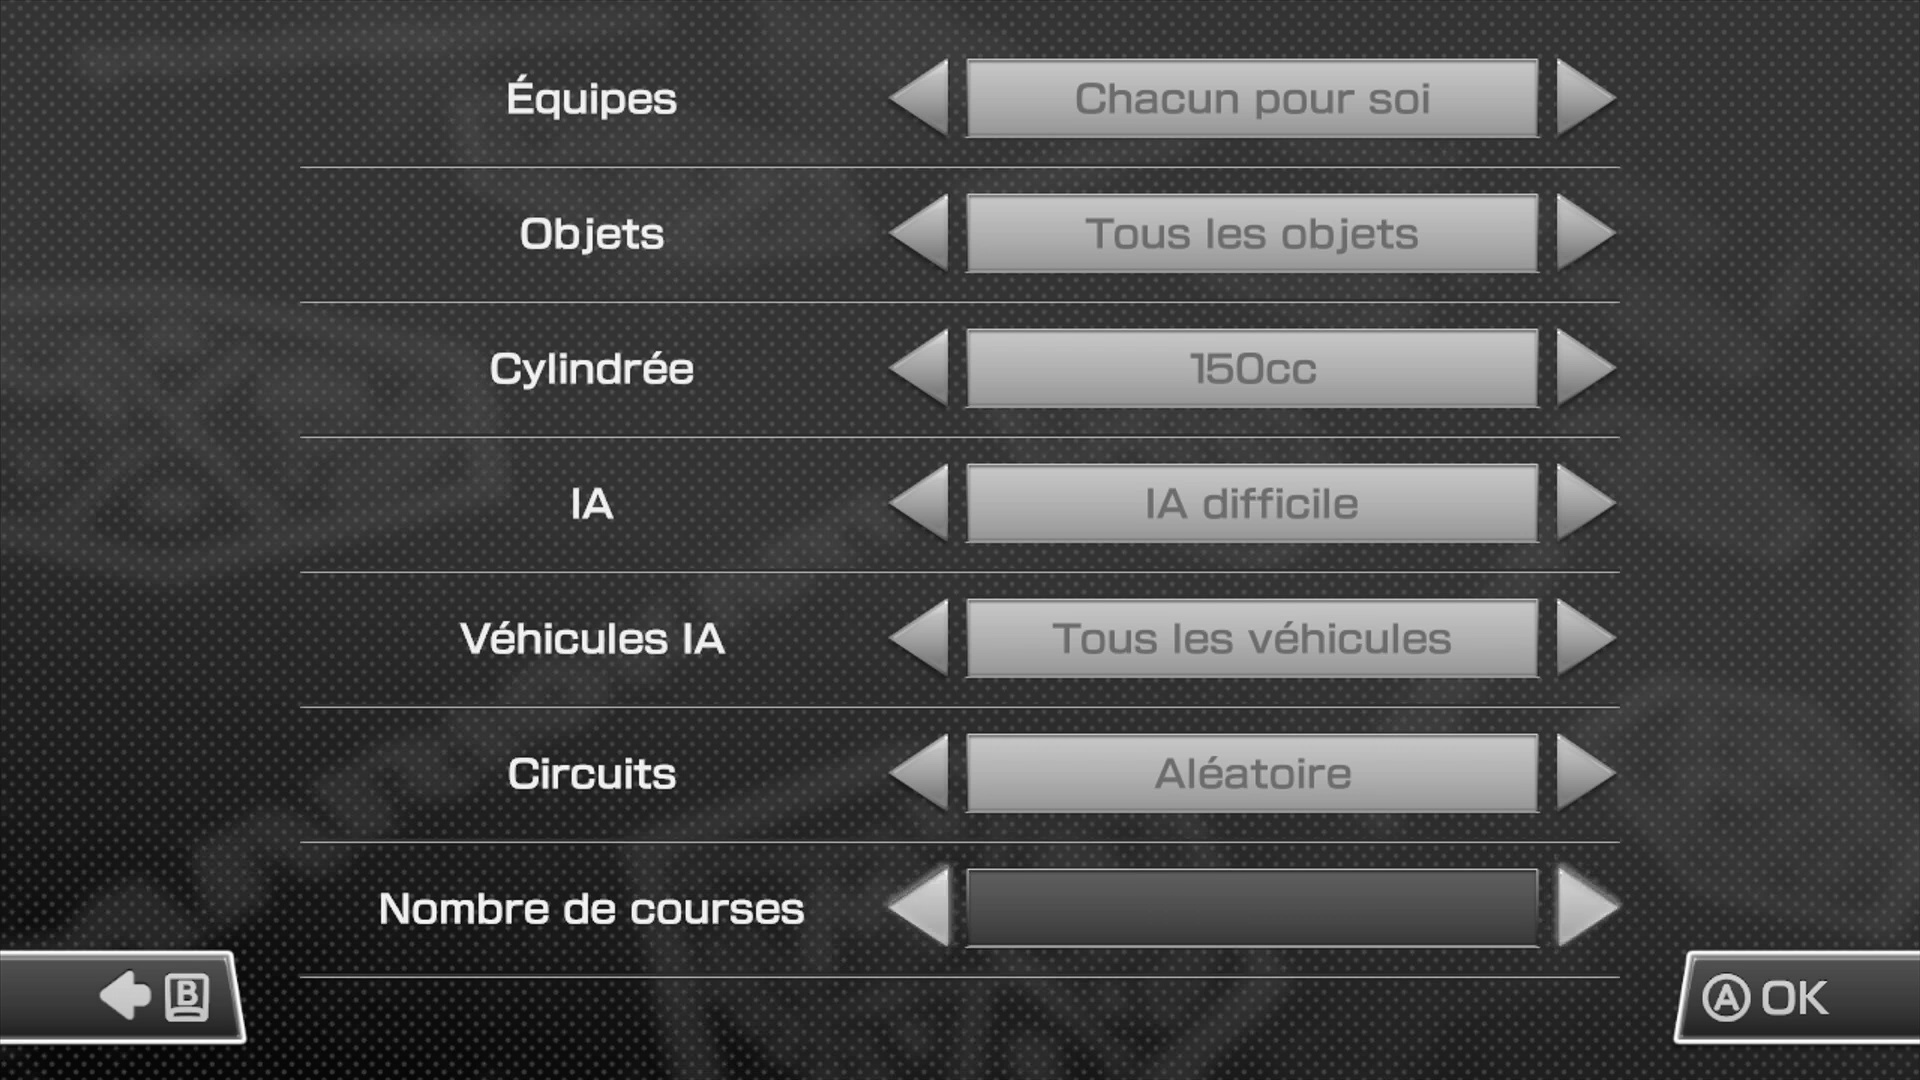 Équipes
Chacun pour soi
Objets
Tous les objets
Cylindrée
150cc
IA
IA difficile
Véhicules IA
Tous les véhicules
Circuits
Aléatoire
Nombre de courses
B
A OK